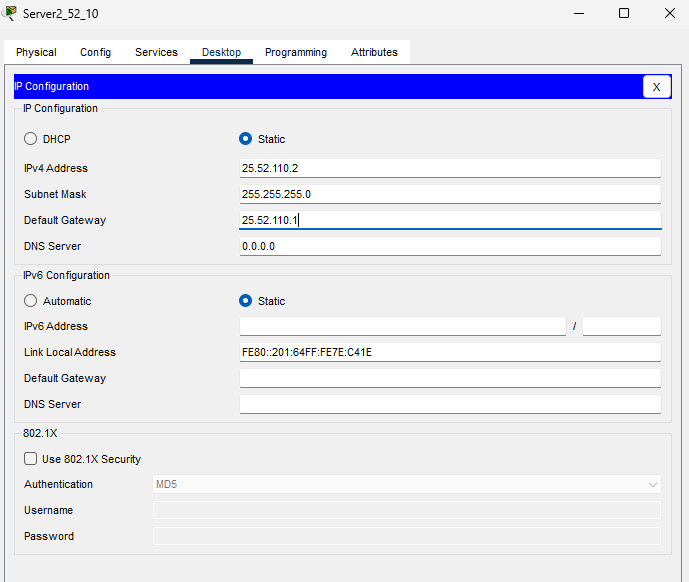 Server2_52_10
Physical Config Services Desktop Programming Attributes
IP Configuration X
IP Configuration
DHCP Static
IPv4 Address 25.52.110.2
Subnet Mask 255.255.255.0
Default Gateway 25.52.110.1
DNS Server 0.0.0.0
IPv6 Configuration
Automatic Static
IPv6 Address /
Link Local Address FE80::201:64FF:FE7E:C41E
Default Gateway
DNS Server
802.1X
Use 802.1X Security
Authentication MD5
Username
Password